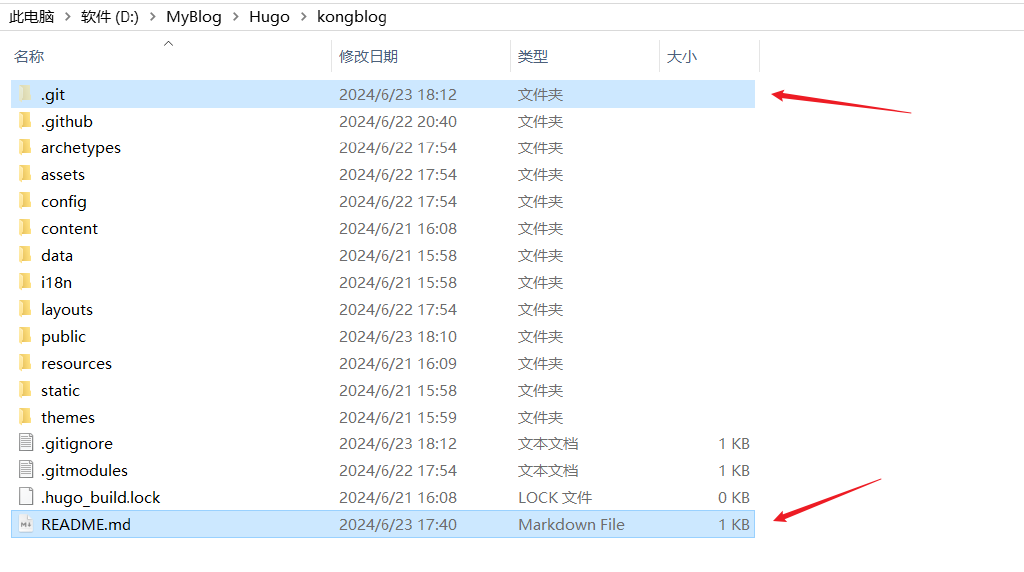 此电脑 > 软件 (D:) > MyBlog > Hugo > kongblog
名称 修改日期 类型 大小
.git 2024/6/23 18:12 文件夹
.github 2024/6/22 20:40 文件夹
archetypes 2024/6/22 17:54 文件夹
assets 2024/6/22 17:54 文件夹
config 2024/6/22 17:54 文件夹
content 2024/6/21 16:08 文件夹
data 2024/6/21 15:58 文件夹
i18n 2024/6/21 15:58 文件夹
layouts 2024/6/22 17:54 文件夹
public 2024/6/23 18:10 文件夹
resources 2024/6/21 16:09 文件夹
static 2024/6/21 15:58 文件夹
themes 2024/6/21 15:59 文件夹
.gitignore 2024/6/23 18:12 文本文档 1 KB
.gitmodules 2024/6/22 17:54 文本文档 1 KB
.hugo_build.lock 2024/6/21 16:08 LOCK 文件 0 KB
README.md 2024/6/23 17:40 Markdown File 1 KB